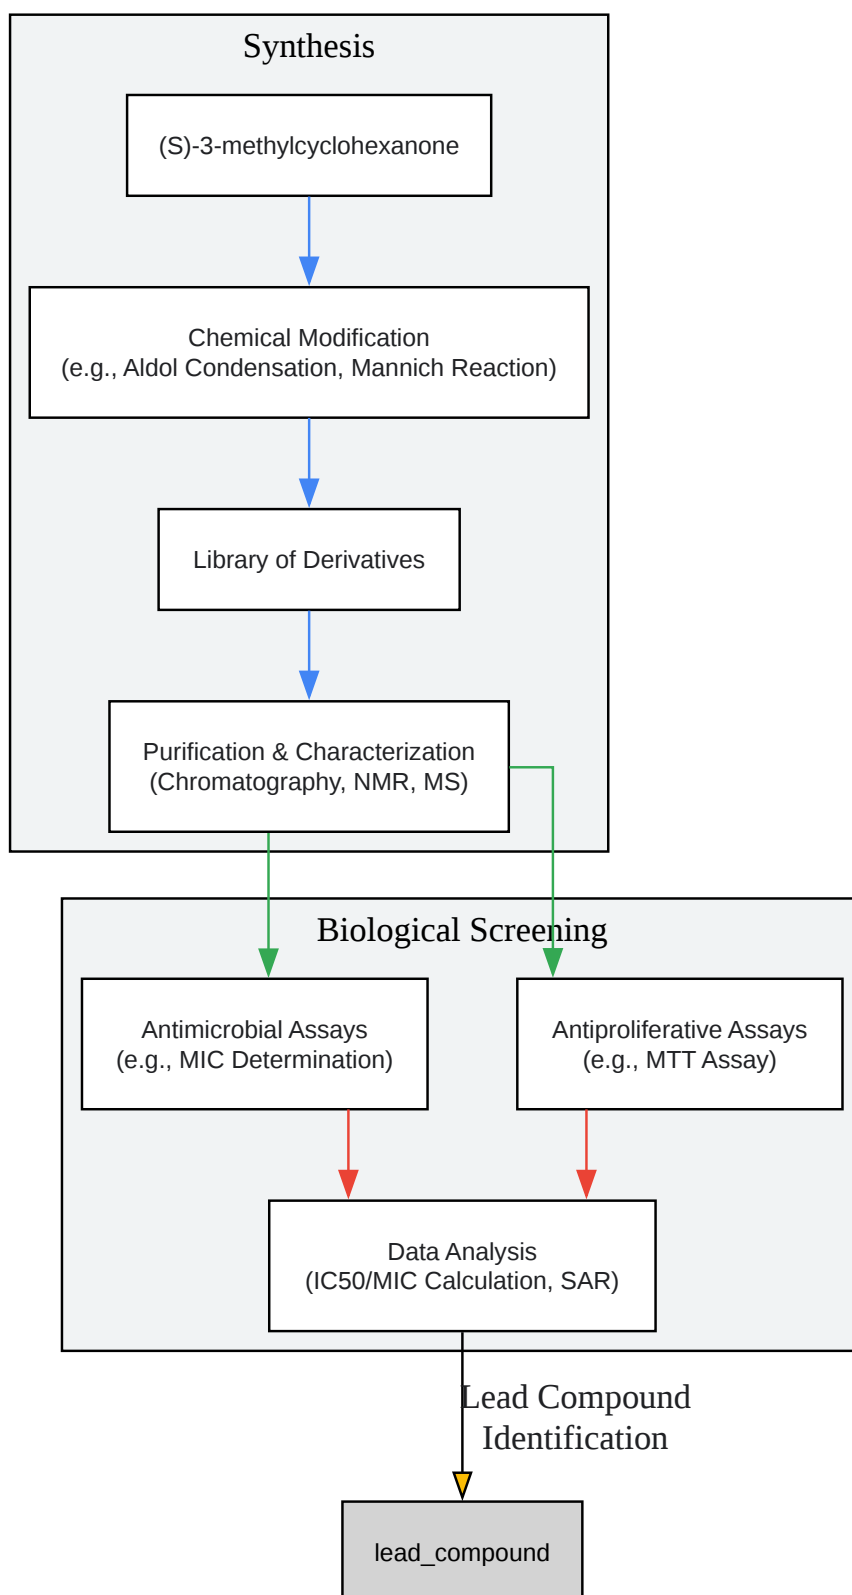 Synthesis
(S)-3-methylcyclohexanone
Chemical Modification
(e.g., Aldol Condensation, Mannich Reaction)
Library of Derivatives
Purification & Characterization
(Chromatography, NMR, MS)
Biological Screening
Antimicrobial Assays
(e.g., MIC Determination)
Antiproliferative Assays
(e.g., MTT Assay)
Data Analysis
(IC50/MIC Calculation, SAR)
Lead Compound
Identification
lead_compound